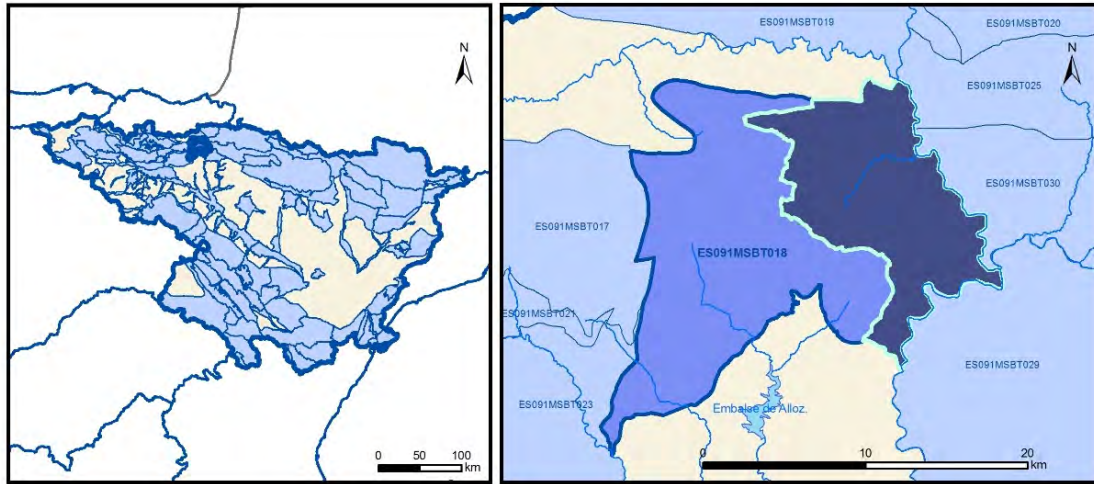 N
0 50 100
km
ES091MSBT019
ES091MSBT020
N
ES091MSBT025
ES091MSBT030
ES091MSBT017
ES091MSBT018
ES091MSBT021
ES091MSBT029
ES091MSBT023
Embalse de Alloz.
0 10 20
km